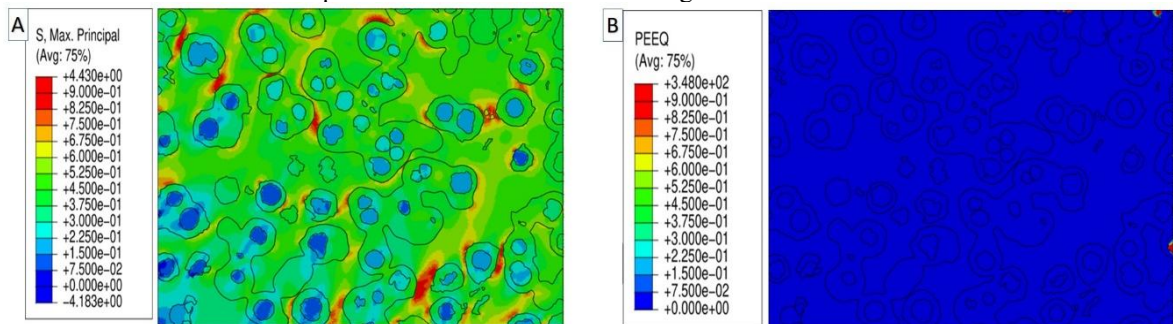 A
S, Max. Principal
(Avg: 75%)
+4.430e+00
+9.000e-01
+8.250e-01
+7.500e-01
+6.750e-01
+6.000e-01
+5.250e-01
+4.500e-01
+3.750e-01
+3.000e-01
+2.250e-01
+1.500e-01
+7.500e-02
+0.000e+00
-4.183e+00
B
PEEQ
(Avg: 75%)
+3.480e+02
+9.000e-01
+8.250e-01
+7.500e-01
+6.750e-01
+6.000e-01
+5.250e-01
+4.500e-01
+3.750e-01
+3.000e-01
+2.250e-01
+1.500e-01
+7.500e-02
+0.000e+00